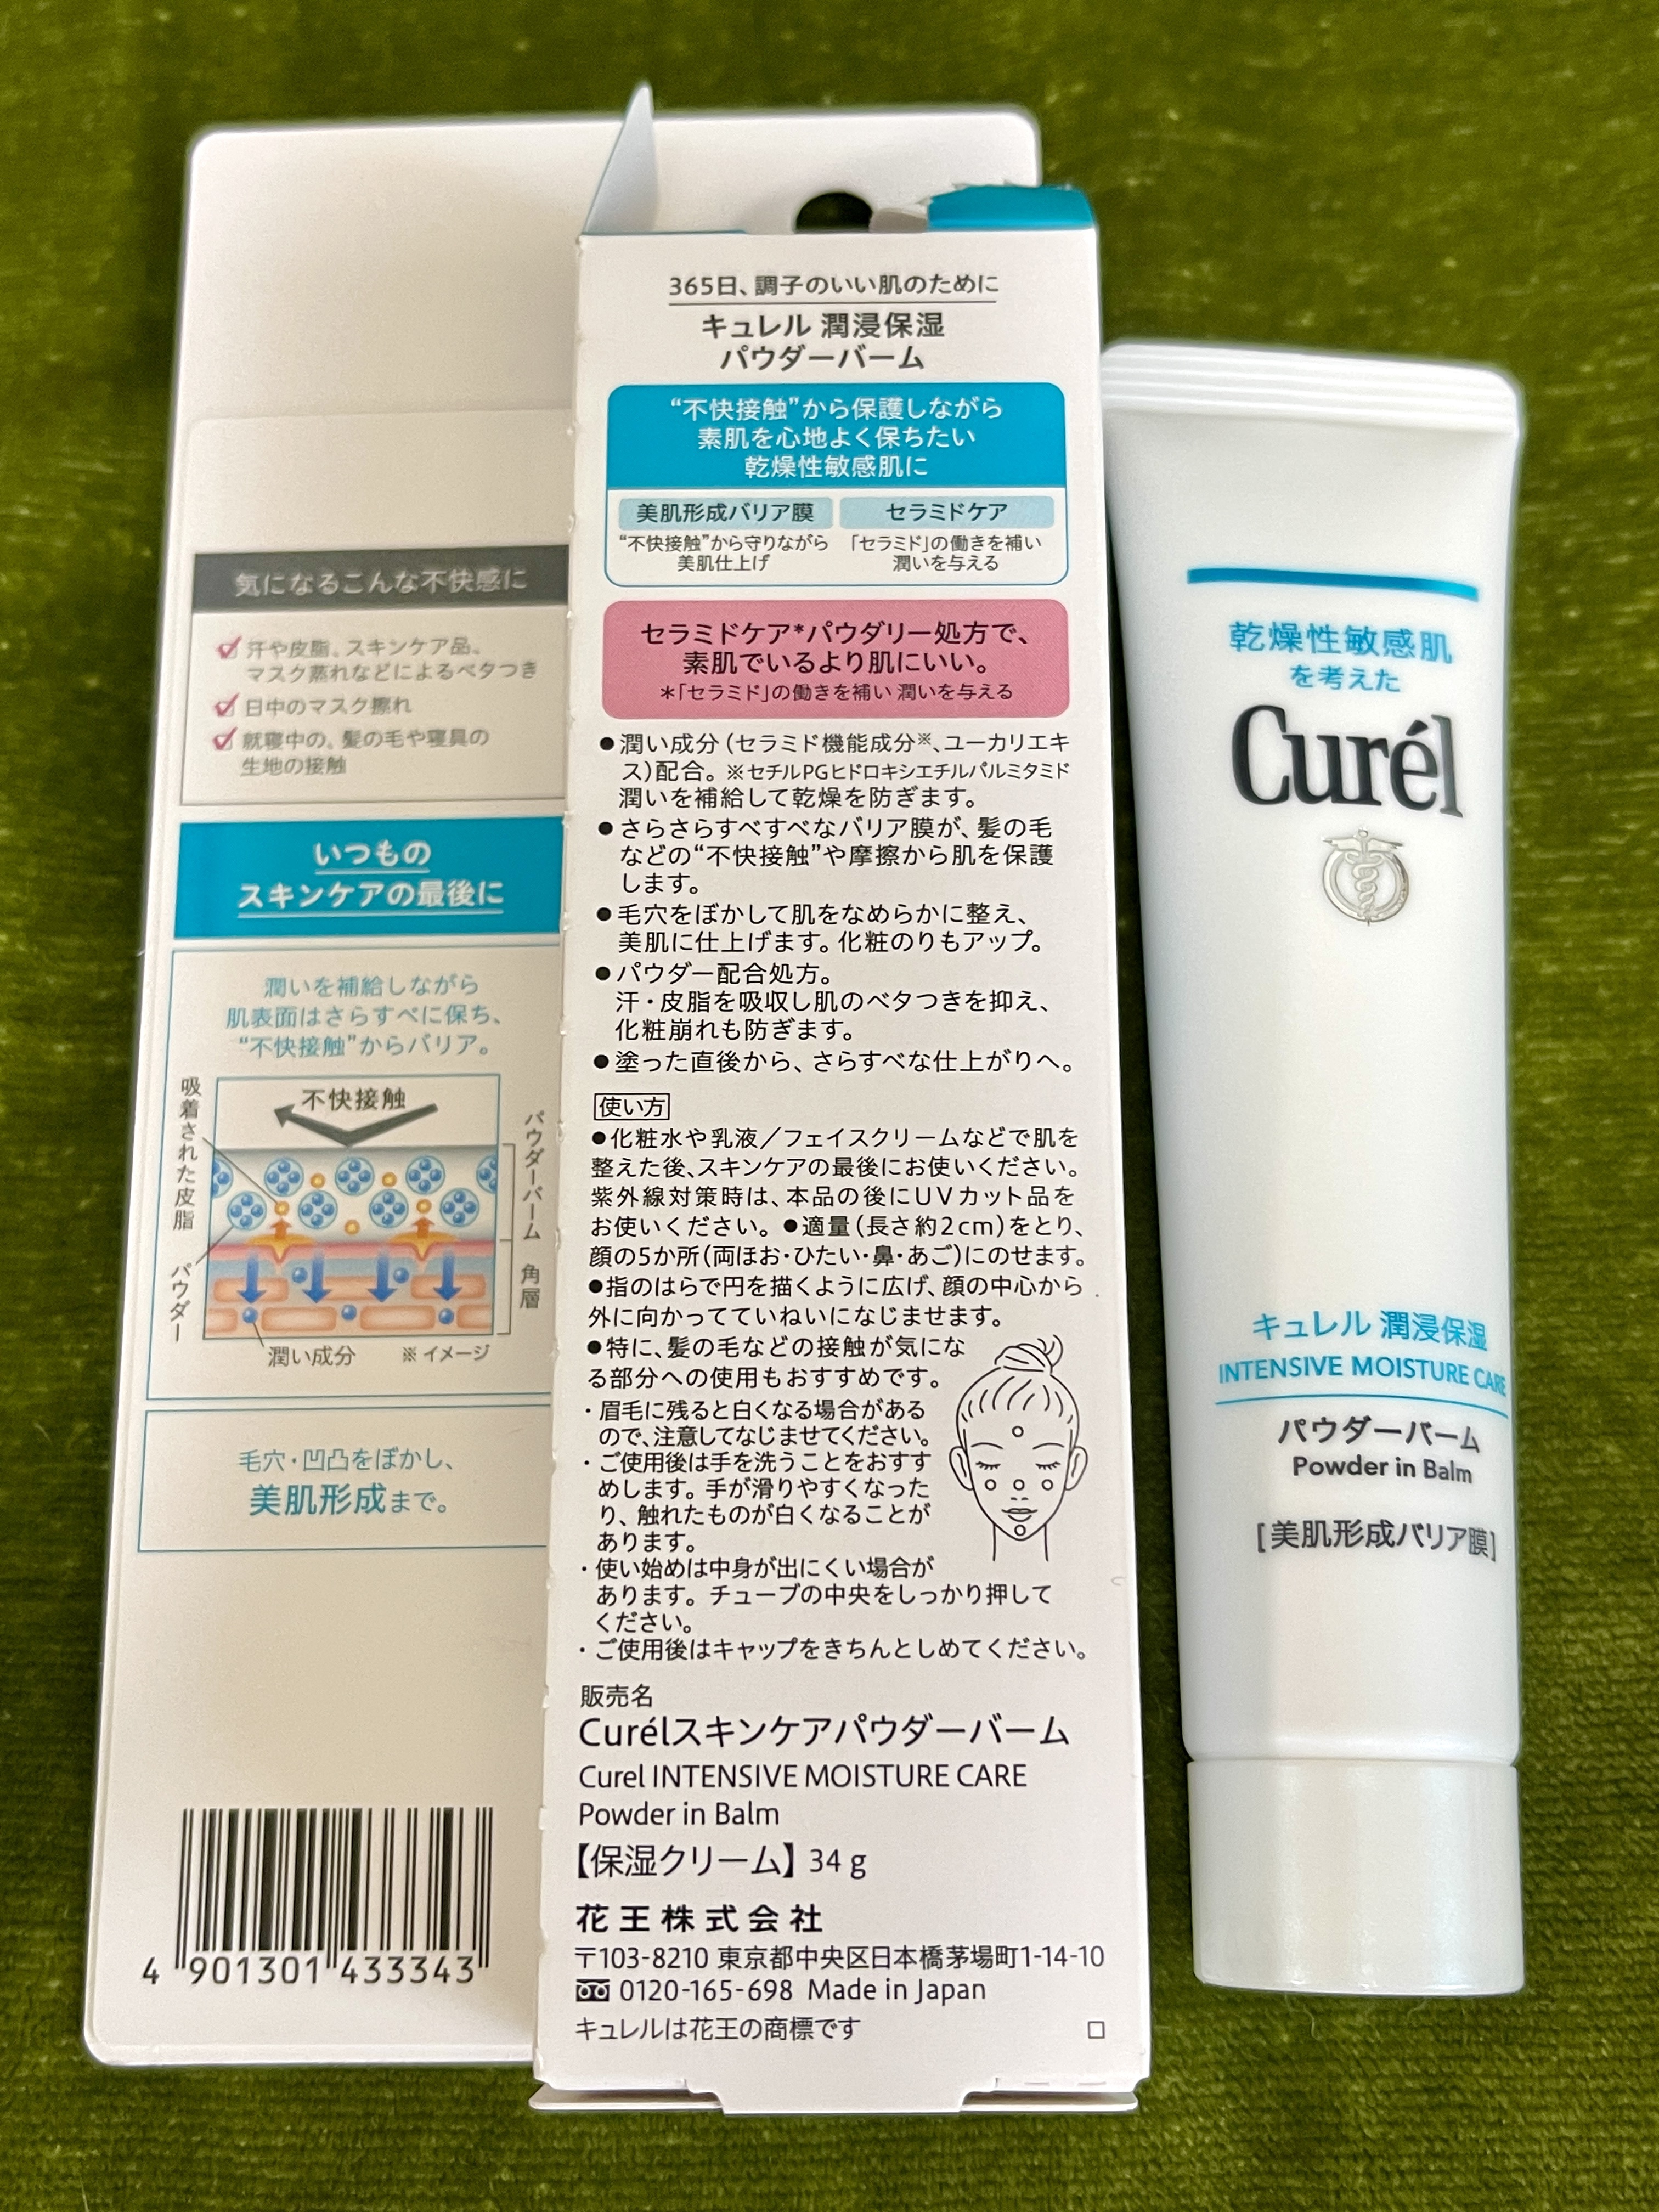 気になるこんな不快感に
汗や皮脂、スキンケア品、
マスク蒸れなどによるベタつき
日中のマスク擦れ
就寝中の、髪の毛や寝具の
生地の接触
いつもの
スキンケアの最後に
潤いを補給しながら
肌表面はさらすべに保ち、
“不快接触”からバリア。
不快接触
吸着された皮脂
パウダー
パウダーバーム
角層
潤い成分
※イメージ
毛穴・凹凸をぼかし、
美肌形成まで。
4 901301 433343
365日、調子のいい肌のために
キュレル 潤浸保湿
パウダーバーム
“不快接触”から保護しながら
素肌を心地よく保ちたい
乾燥性敏感肌に
美肌形成バリア膜
“不快接触”から守りながら
美肌仕上げ
セラミドケア
「セラミド」の働きを補い
潤いを与える
セラミドケア*パウダリー処方で、
素肌でいるより肌にいい。
*「セラミド」の働きを補い 潤いを与える
●潤い成分(セラミド機能成分※、ユーカリエキ
ス)配合。※セチルPGヒドロキシエチルパルミタミド
潤いを補給して乾燥を防ぎます。
●さらさらすべすべなバリア膜が、髪の毛
などの“不快接触”や摩擦から肌を保護
します。
●毛穴をぼかして肌をなめらかに整え、
美肌に仕上げます。化粧のりもアップ。
●パウダー配合処方。
汗・皮脂を吸収し肌のベタつきを抑え、
化粧崩れも防ぎます。
●塗った直後から、さらすべな仕上がりへ。
使い方
●化粧水や乳液／フェイスクリームなどで肌を
整えた後、スキンケアの最後にお使いください。
紫外線対策時は、本品の後にUVカット品を
お使いください。●適量(長さ約2cm)をとり、
顔の5か所(両ほお・ひたい・鼻・あご)にのせます。
●指のはらで円を描くように広げ、顔の中心から
外に向かってていねいになじませます。
●特に、髪の毛などの接触が気にな
る部分への使用もおすすめです。
・眉毛に残ると白くなる場合がある
ので、注意してなじませてください。
・ご使用後は手を洗うことをおすす
めします。手が滑りやすくなった
り、触れたものが白くなることが
あります。
・使い始めは中身が出にくい場合が
あります。チューブの中央をしっかり押して
ください。
・ご使用後はキャップをきちんとしめてください。
販売名
Curélスキンケアパウダーバーム
Curel INTENSIVE MOISTURE CARE
Powder in Balm
【保湿クリーム】34 g
花王株式会社
〒103-8210 東京都中央区日本橋茅場町1-14-10
0120-165-698 Made in Japan
キュレルは花王の商標です
乾燥性敏感肌
を考えた
Curél
キュレル 潤浸保湿
INTENSIVE MOISTURE CARE
パウダーバーム
Powder in Balm
[美肌形成バリア膜]